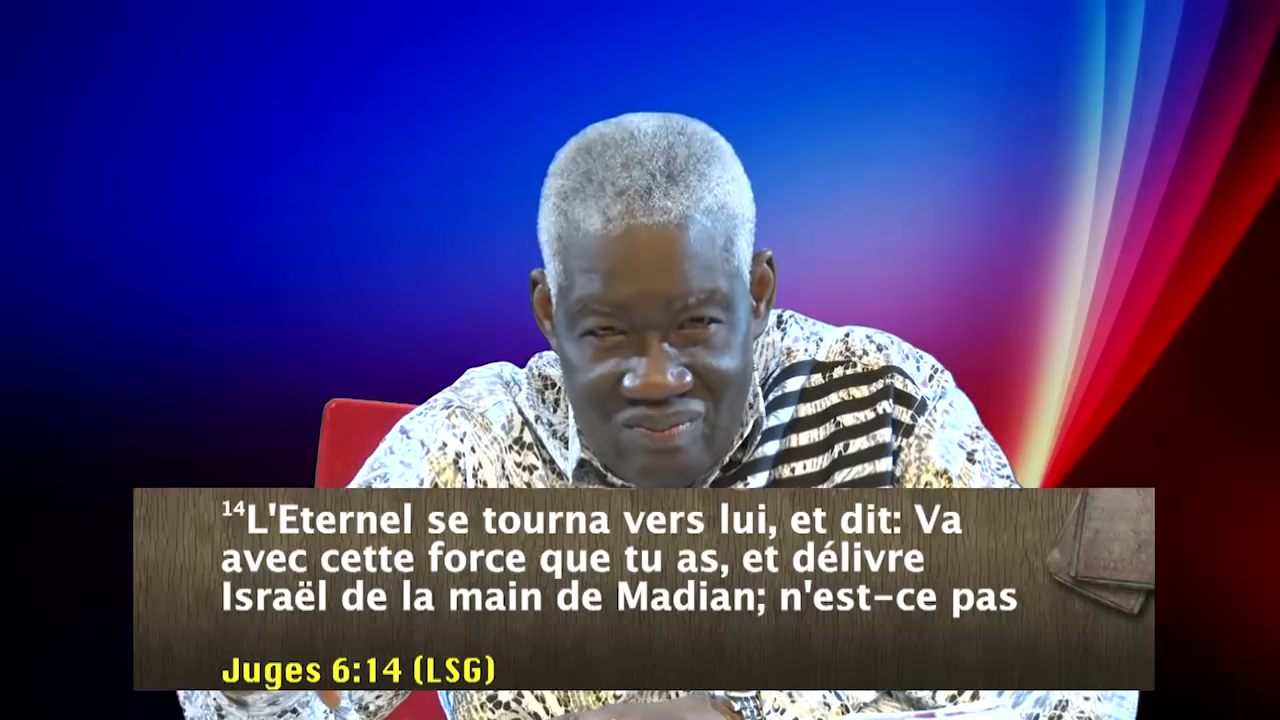 14L'Eternel se tourna vers lui, et dit: Va
avec cette force que tu as, et délivre
Israël de la main de Madian; n'est-ce pas
Juges 6:14 (LSG)